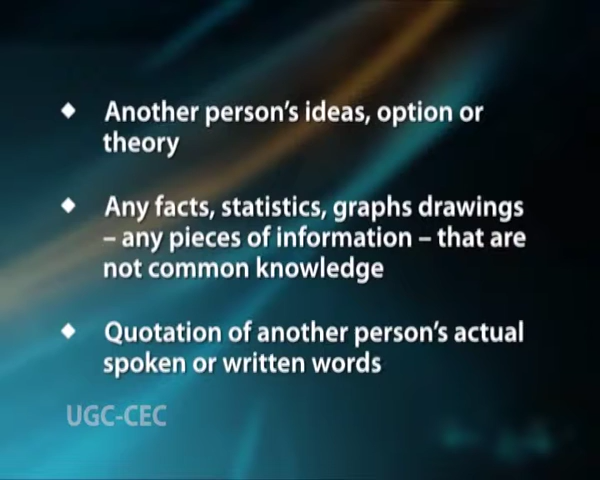 ◆ Another person's ideas, option or
theory
◆ Any facts, statistics, graphs drawings
– any pieces of information – that are
not common knowledge
◆ Quotation of another person's actual
spoken or written words
UGC-CEC